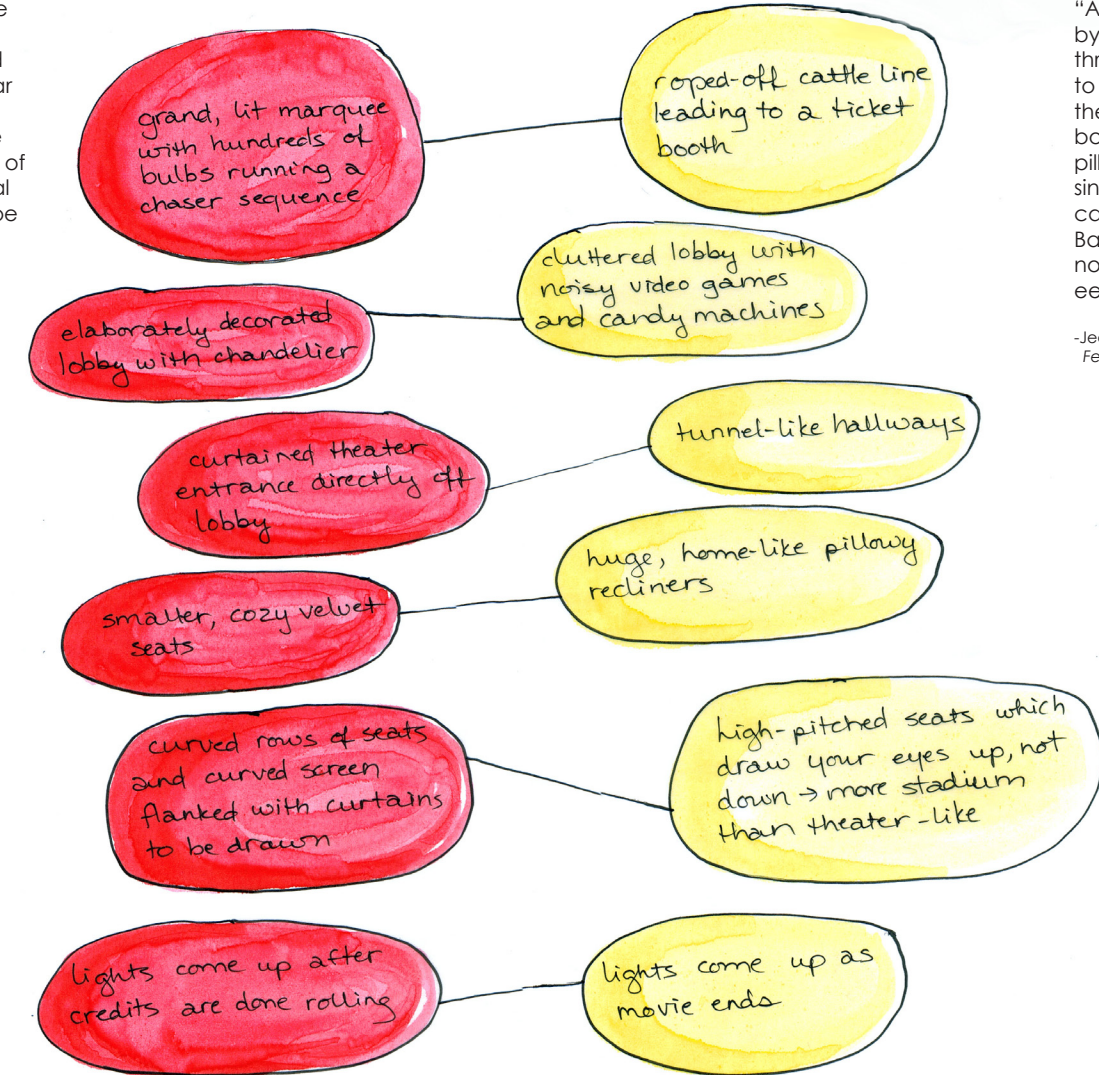 of
grand, lit marquee
with hundreds of
bulbs running a
chaser sequence
roped-off cattle line
leading to a ticket
booth
elaborately decorated
lobby with chandelier
cluttered lobby with
noisy video games
and candy machines
curtained theater
entrance directly off
lobby
tunnel-like hallways
smaller, cozy velvet
seats
huge, home-like pillowy
recliners
curved rows of seats
and curved screen
flanked with curtains
to be drawn
high-pitched seats which
draw your eyes up, not
down → more stadium
than theater-like
lights come up after
credits are done rolling
lights come up as
movie ends
"A
by
to